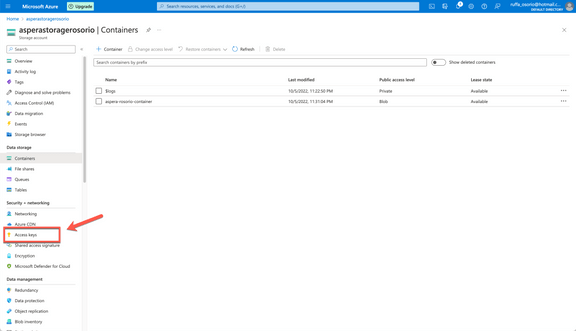 Microsoft Azure
Upgrade
Search resources, services, and docs (G+/)
ruffa_osorio@hotmail.c...
DEFAULT DIRECTORY
Home > asperastoragerosorio
asperastoragerosorio | Containers
Storage account
Search
Container
Change access level
Restore containers
Refresh
Delete
Search containers by prefix
Show deleted containers
Name Last modified Public access level Lease state
$logs 10/5/2022, 11:22:50 PM Private Available
aspera-rosorio-container 10/5/2022, 11:31:04 PM Blob Available
Overview
Activity log
Tags
Diagnose and solve problems
Access Control (IAM)
Data migration
Events
Storage browser
Data storage
Containers
File shares
Queues
Tables
Security + networking
Networking
Azure CDN
Access keys
Shared access signature
Encryption
Microsoft Defender for Cloud
Data management
Redundancy
Data protection
Object replication
Blob inventory